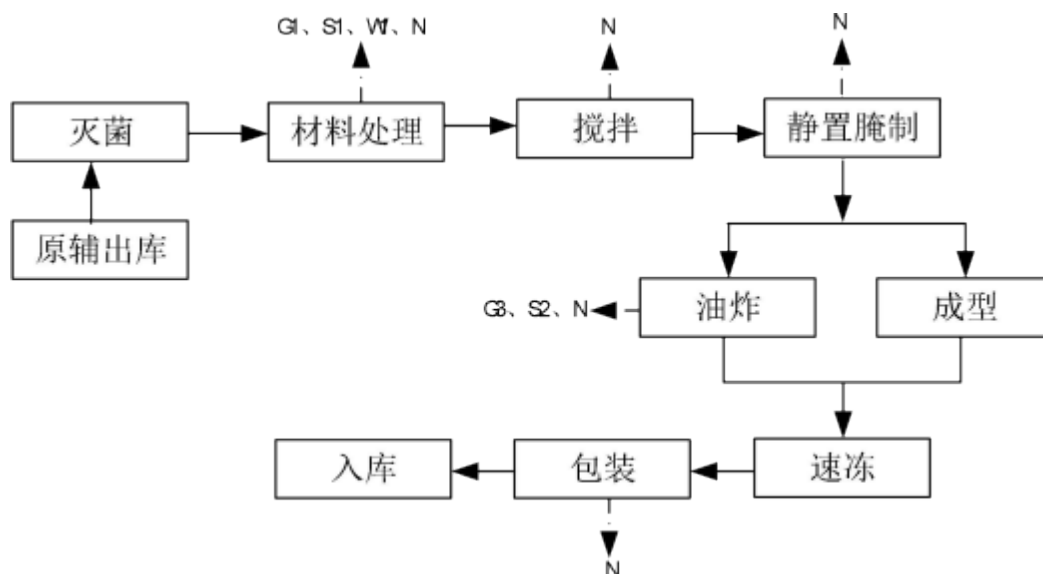 G1、S1、W1、N
N
N
灭菌
材料处理
搅拌
静置腌制
原辅出库
G3、S2、N
油炸
成型
入库
包装
速冻
N